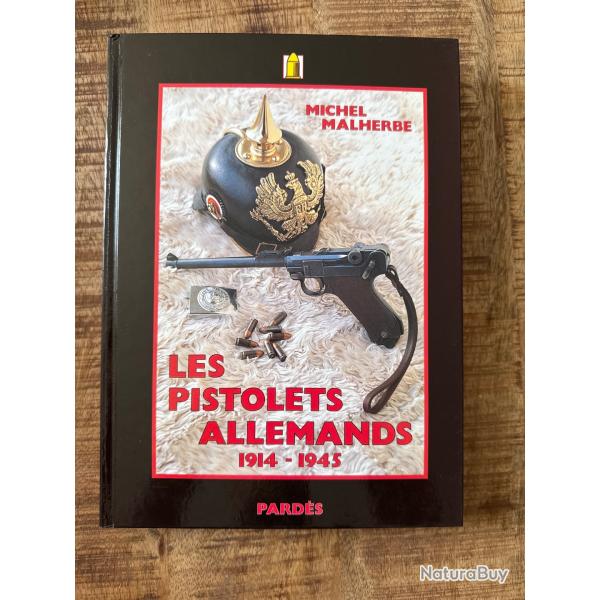 MICHEL
MALHERBE
LES
PISTOLETS
ALLEMANDS
1914 - 1945
PARDÈS
NaturaBuy